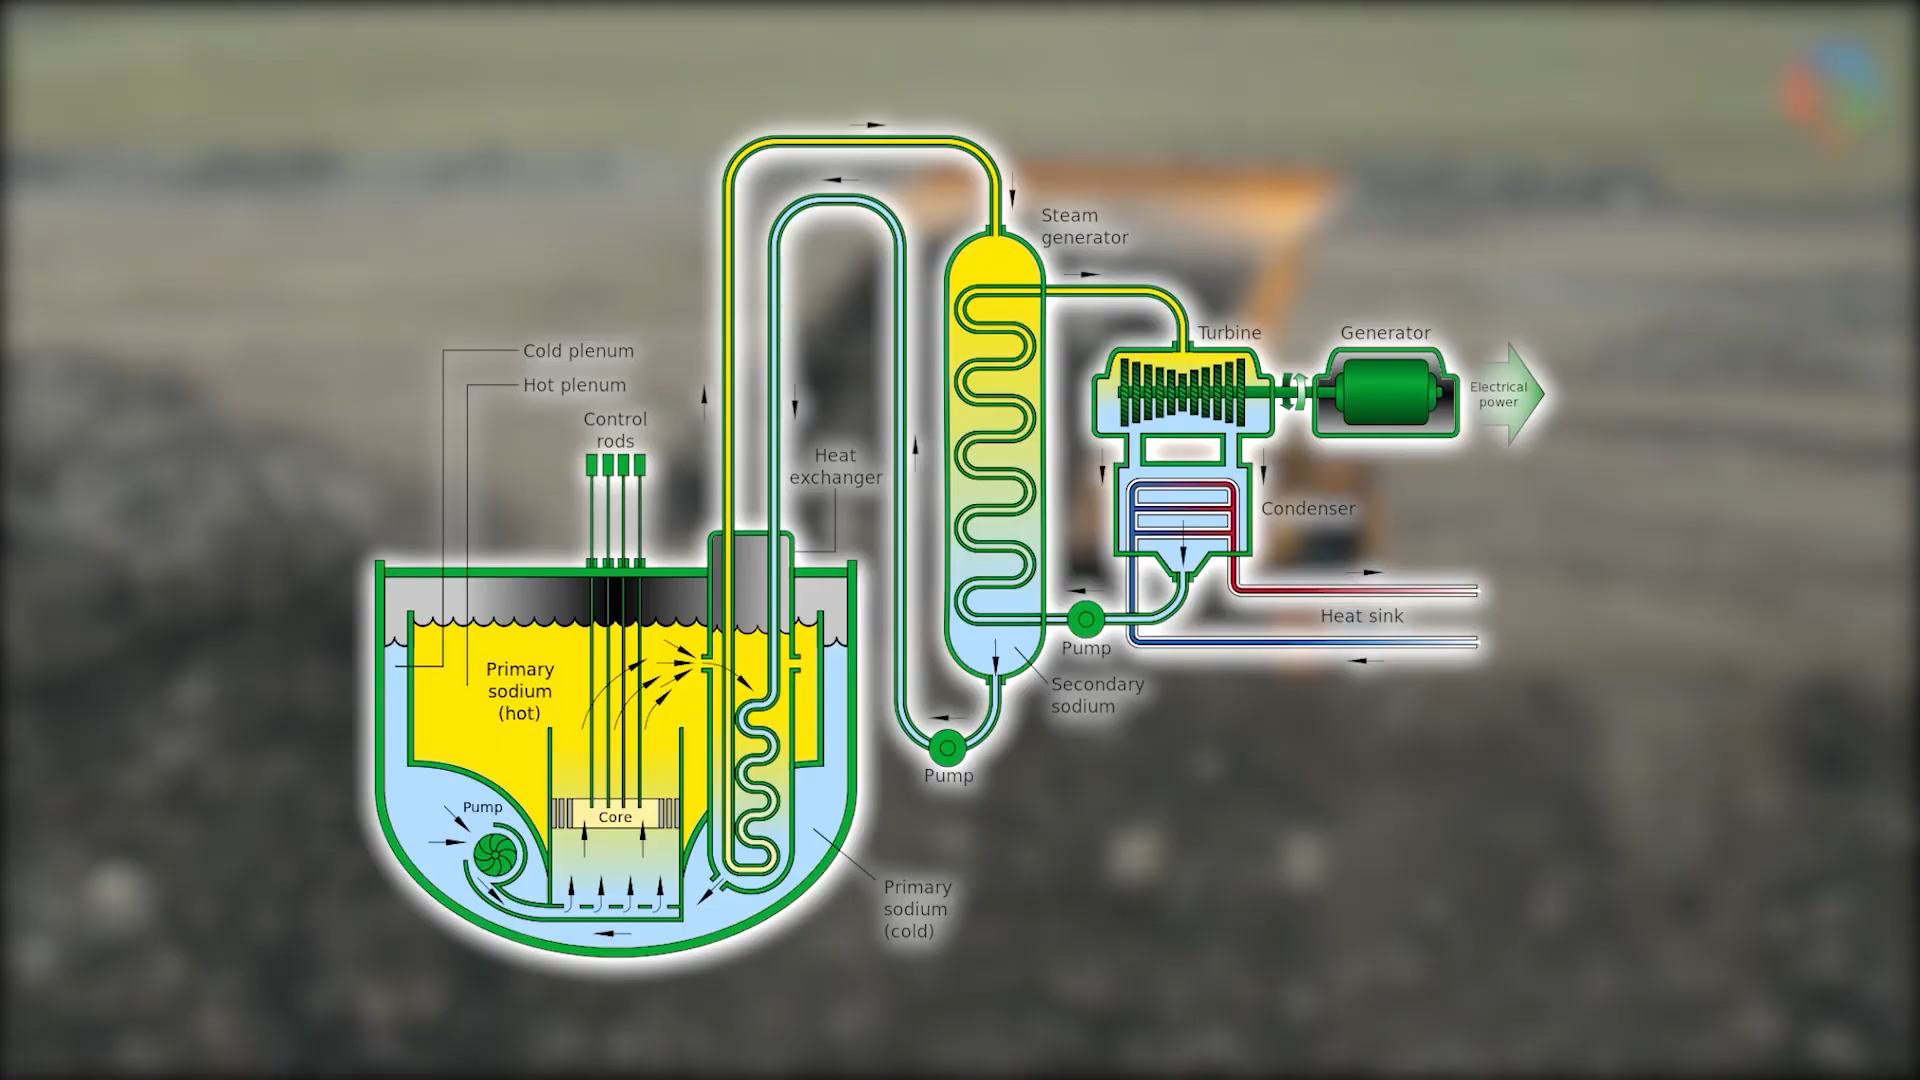 Steam
generator
Turbine
Generator
Electrical
power
Cold plenum
Hot plenum
Control
rods
Heat
exchanger
Condenser
Heat sink
Pump
Primary
sodium
(hot)
Secondary
sodium
Pump
Pump
Core
Primary
sodium
(cold)